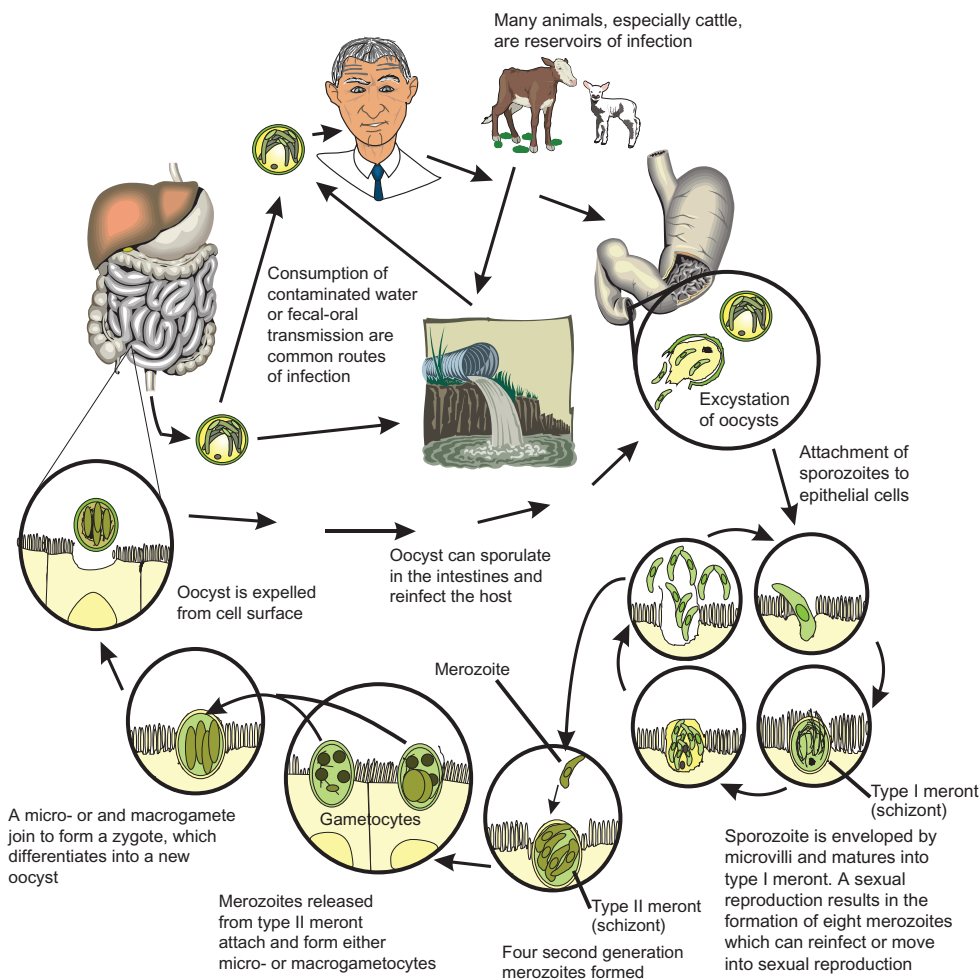 Many animals, especially cattle,
are reservoirs of infection
Consumption of
contaminated water
or fecal-oral
transmission are
common routes
of infection
Excystation
of oocysts
Attachment of
sporozoites to
epithelial cells
Oocyst can sporulate
in the intestines and
reinfect the host
Oocyst is expelled
from cell surface
Merozoite
Type I meront
(schizont)
Sporozoite is enveloped by
microvilli and matures into
type I meront. A sexual
reproduction results in the
formation of eight merozoites
which can reinfect or move
into sexual reproduction
Type II meront
(schizont)
Four second generation
merozoites formed
Gametocytes
Merozoites released
from type II meront
attach and form either
micro- or macrogametocytes
A micro- or and macrogamete
join to form a zygote, which
differentiates into a new
oocyst